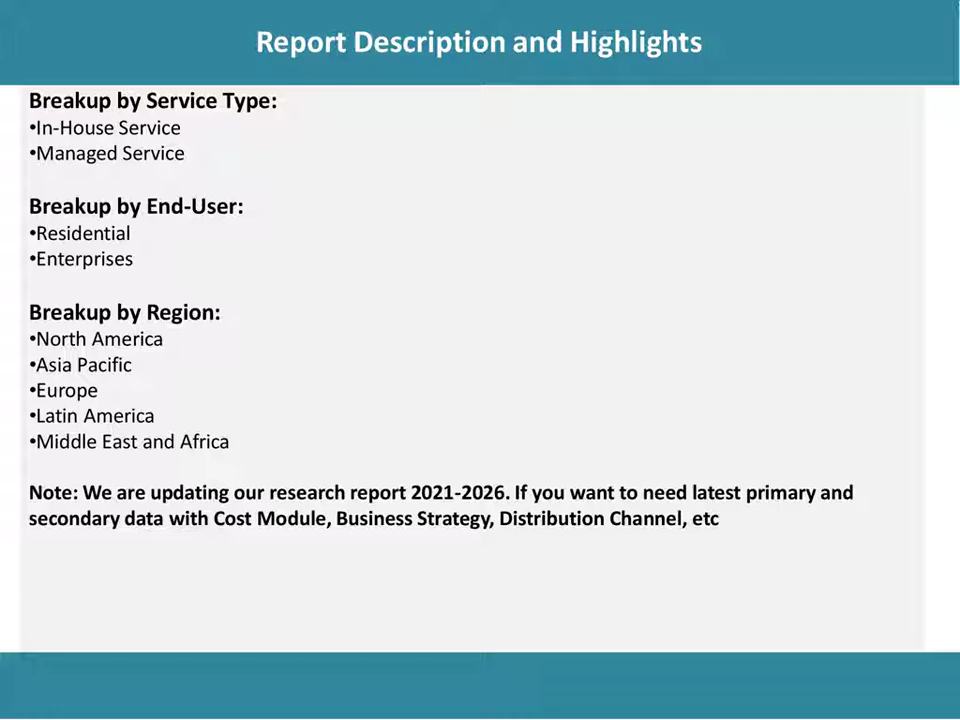 Report Description and Highlights
Breakup by Service Type:
•In-House Service
•Managed Service
Breakup by End-User:
•Residential
•Enterprises
Breakup by Region:
•North America
•Asia Pacific
•Europe
•Latin America
•Middle East and Africa
Note: We are updating our research report 2021-2026. If you want to need latest primary and
secondary data with Cost Module, Business Strategy, Distribution Channel, etc